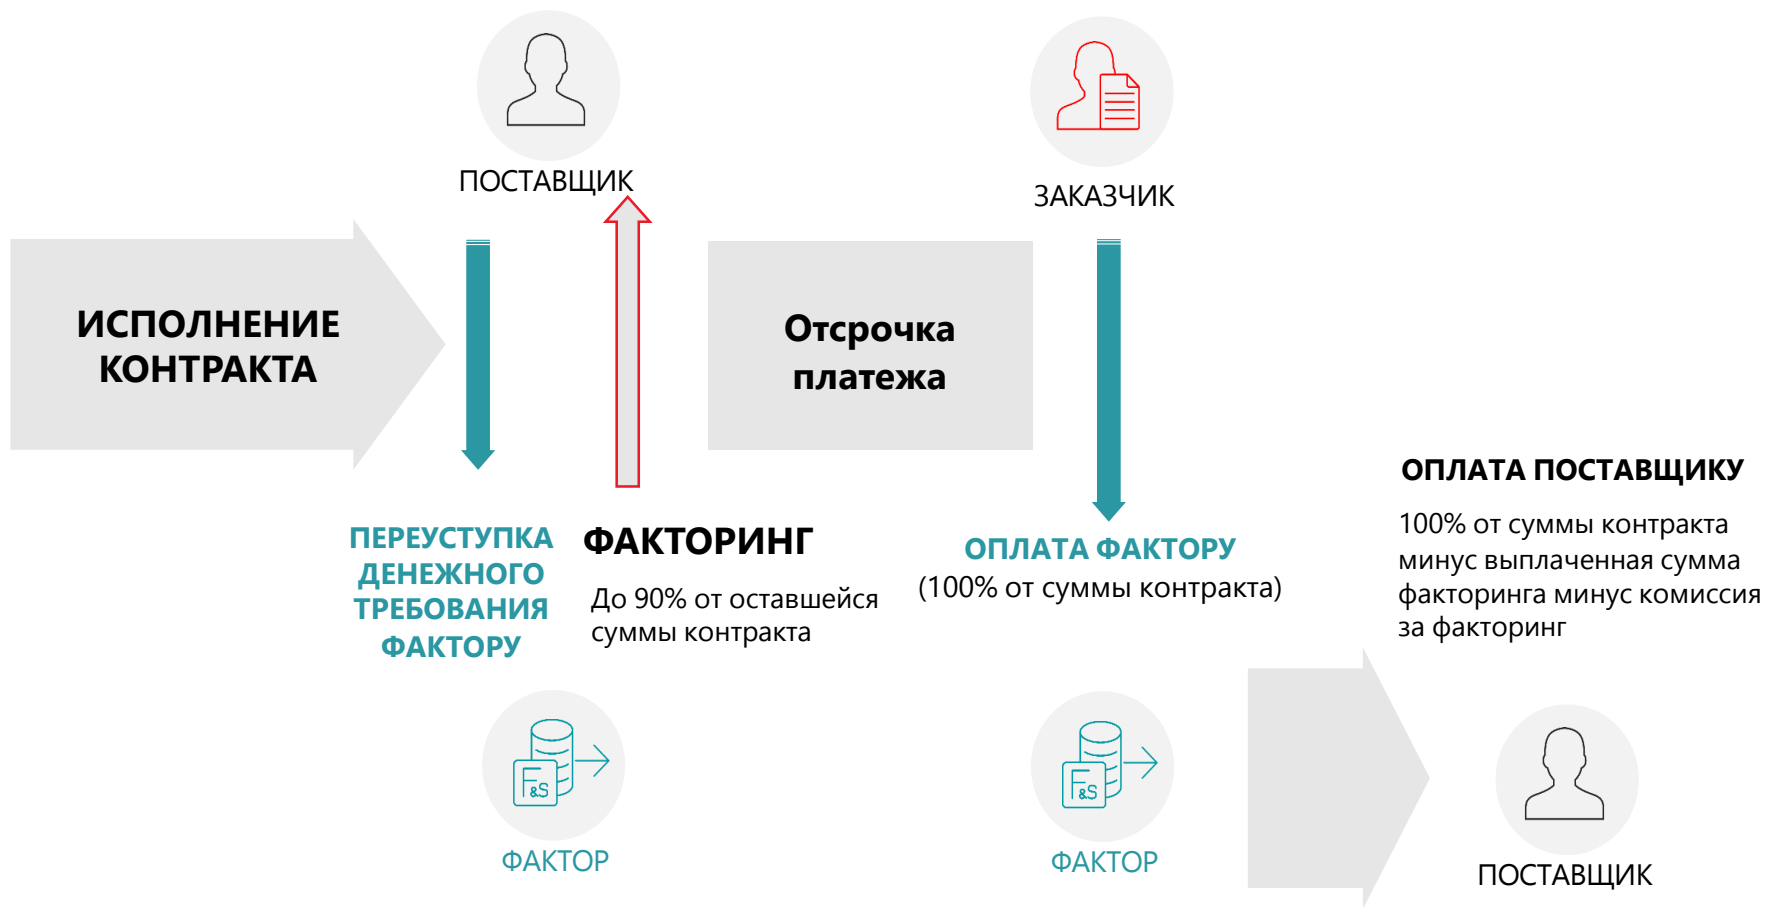 ПОСТАВЩИК
ЗАКАЗЧИК
ИСПОЛНЕНИЕ
КОНТРАКТА
Отсрочка
платежа
ПЕРЕУСТУПКА
ДЕНЕЖНОГО
ТРЕБОВАНИЯ
ФАКТОРУ
ФАКТОРИНГ
До 90% от оставшейся
суммы контракта
ОПЛАТА ФАКТОРУ
(100% от суммы контракта)
ОПЛАТА ПОСТАВЩИКУ
100% от суммы контракта
минус выплаченная сумма
факторинга минус комиссия
за факторинг
F&S
ФАКТОР
F&S
ФАКТОР
ПОСТАВЩИК